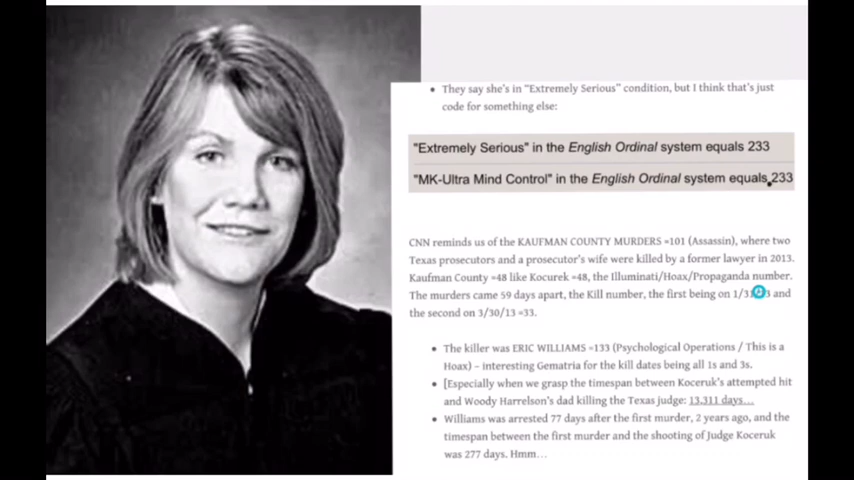 They say she's in "Extremely Serious" condition, but I think that's just
code for something else:
"Extremely Serious" in the English Ordinal system equals 233
"MK-Ultra Mind Control" in the English Ordinal system equals 233
CNN reminds us of the KAUFMAN COUNTY MURDERS =101 (Assassin), where two
Texas prosecutors and a prosecutor's wife were killed by a former lawyer in 2013.
Kaufman County =48 like Kocurek =48, the Illuminati/Hoax/Propaganda number.
The murders came 59 days apart, the Kill number, the first being on and
the second on 3/30/13 =33.
The killer was ERIC WILLIAMS =133 (Psychological Operations / This is a
Hoax) – interesting Gematria for the kill dates being all 1s and 3s.
[Especially when we grasp the timespan between Koceruk's attempted hit
and Woody Harrelson's dad killing the Texas judge: 13,311 days...
Williams was arrested 77 days after the first murder, 2 years ago, and the
timespan between the first murder and the shooting of Judge Koceruk
was 277 days. Hmm...